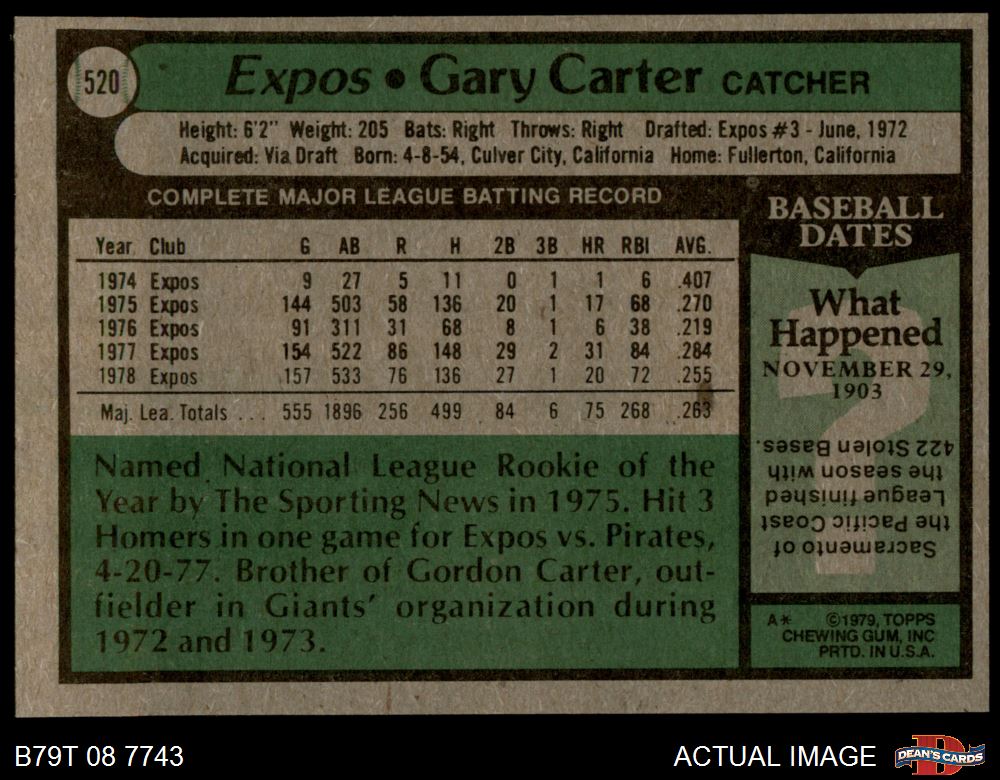 520
Expos • Gary Carter CATCHER
Height: 6'2" Weight: 205 Bats: Right Throws: Right Drafted: Expos #3 - June, 1972
Acquired: Via Draft Born: 4-8-54, Culver City, California Home: Fullerton, California
COMPLETE MAJOR LEAGUE BATTING RECORD
Year Club G AB R H 2B 3B HR RBI AVG.
1974 Expos 9 27 5 11 0 1 1 6 .407
1975 Expos 144 503 58 136 20 1 17 68 .270
1976 Expos 91 311 31 68 8 1 6 38 .219
1977 Expos 154 522 86 148 29 2 31 84 .284
1978 Expos 157 533 76 136 27 1 20 72 .255
Maj. Lea. Totals . . . 555 1896 256 499 84 6 75 268 .263
Named National League Rookie of the
Year by The Sporting News in 1975. Hit 3
Homers in one game for Expos vs. Pirates,
4-20-77. Brother of Gordon Carter, out-
fielder in Giants' organization during
1972 and 1973.
BASEBALL
DATES
What
Happened
NOVEMBER 29,
1903
?
Sacramento of
the Pacific Coast
League finished
the season with
422 Stolen Bases.
A* ©1979, TOPPS
CHEWING GUM, INC
PRTD. IN U.S.A.
B79T 08 7743
ACTUAL IMAGE
D
DEAN'S CARDS